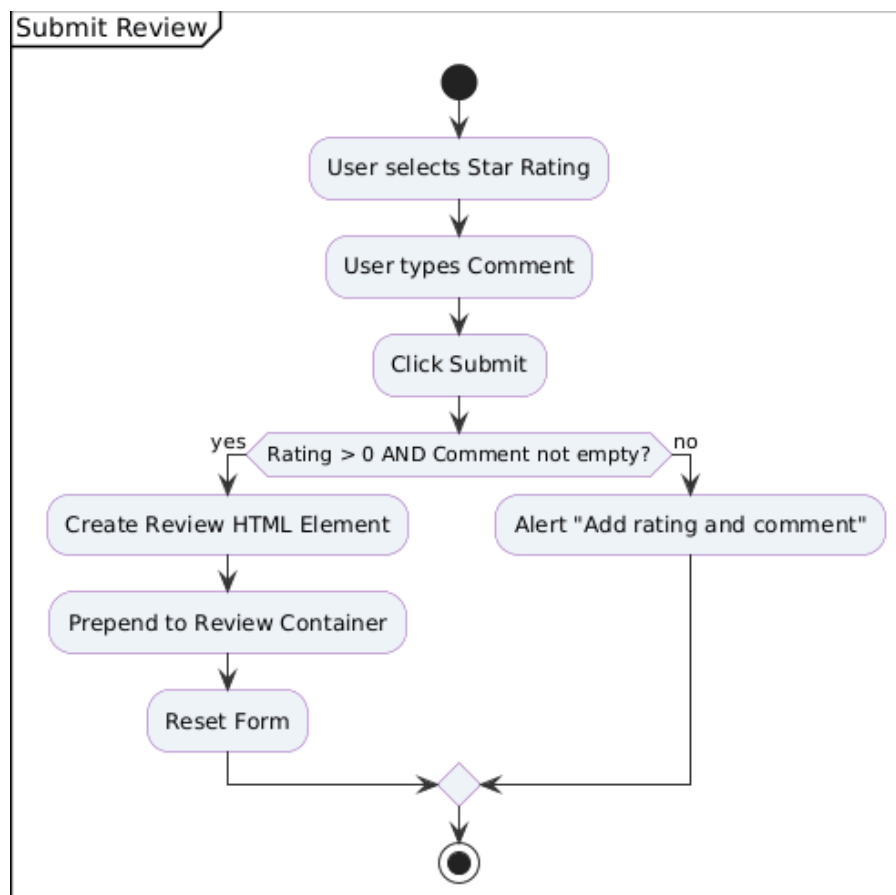 Submit Review
User selects Star Rating
User types Comment
Click Submit
yes
Rating > 0 AND Comment not empty?
no
Create Review HTML Element
Alert "Add rating and comment"
Prepend to Review Container
Reset Form